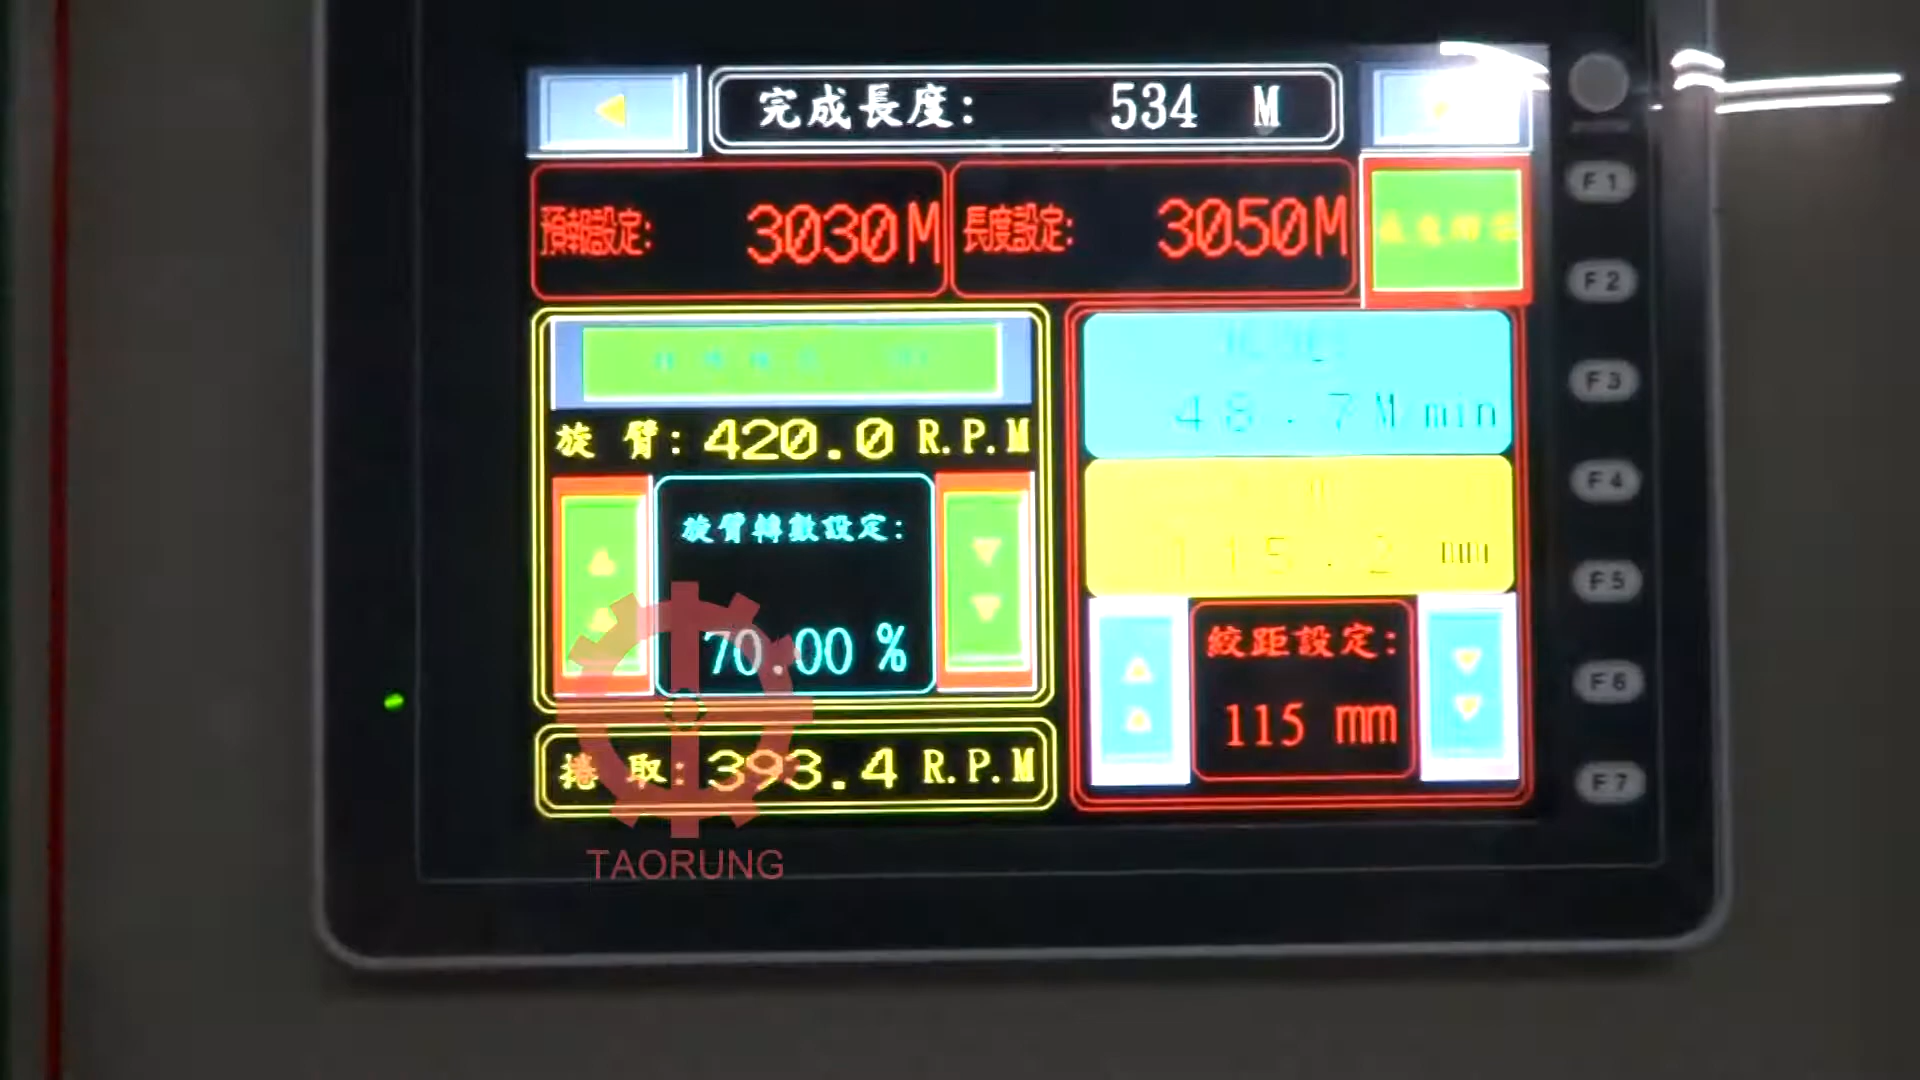 完成長度: 534 M
預報設定: 3030M
長度設定: 3050M
旋 臂: 420.0 R.P.M
旋臂轉數設定:
70.00 %
捲 取: 393.4 R.P.M
48.7 M/min
115.2 mm
絞距設定:
115 mm
F1
F2
F3
F4
F5
F6
F7
TAORUNG